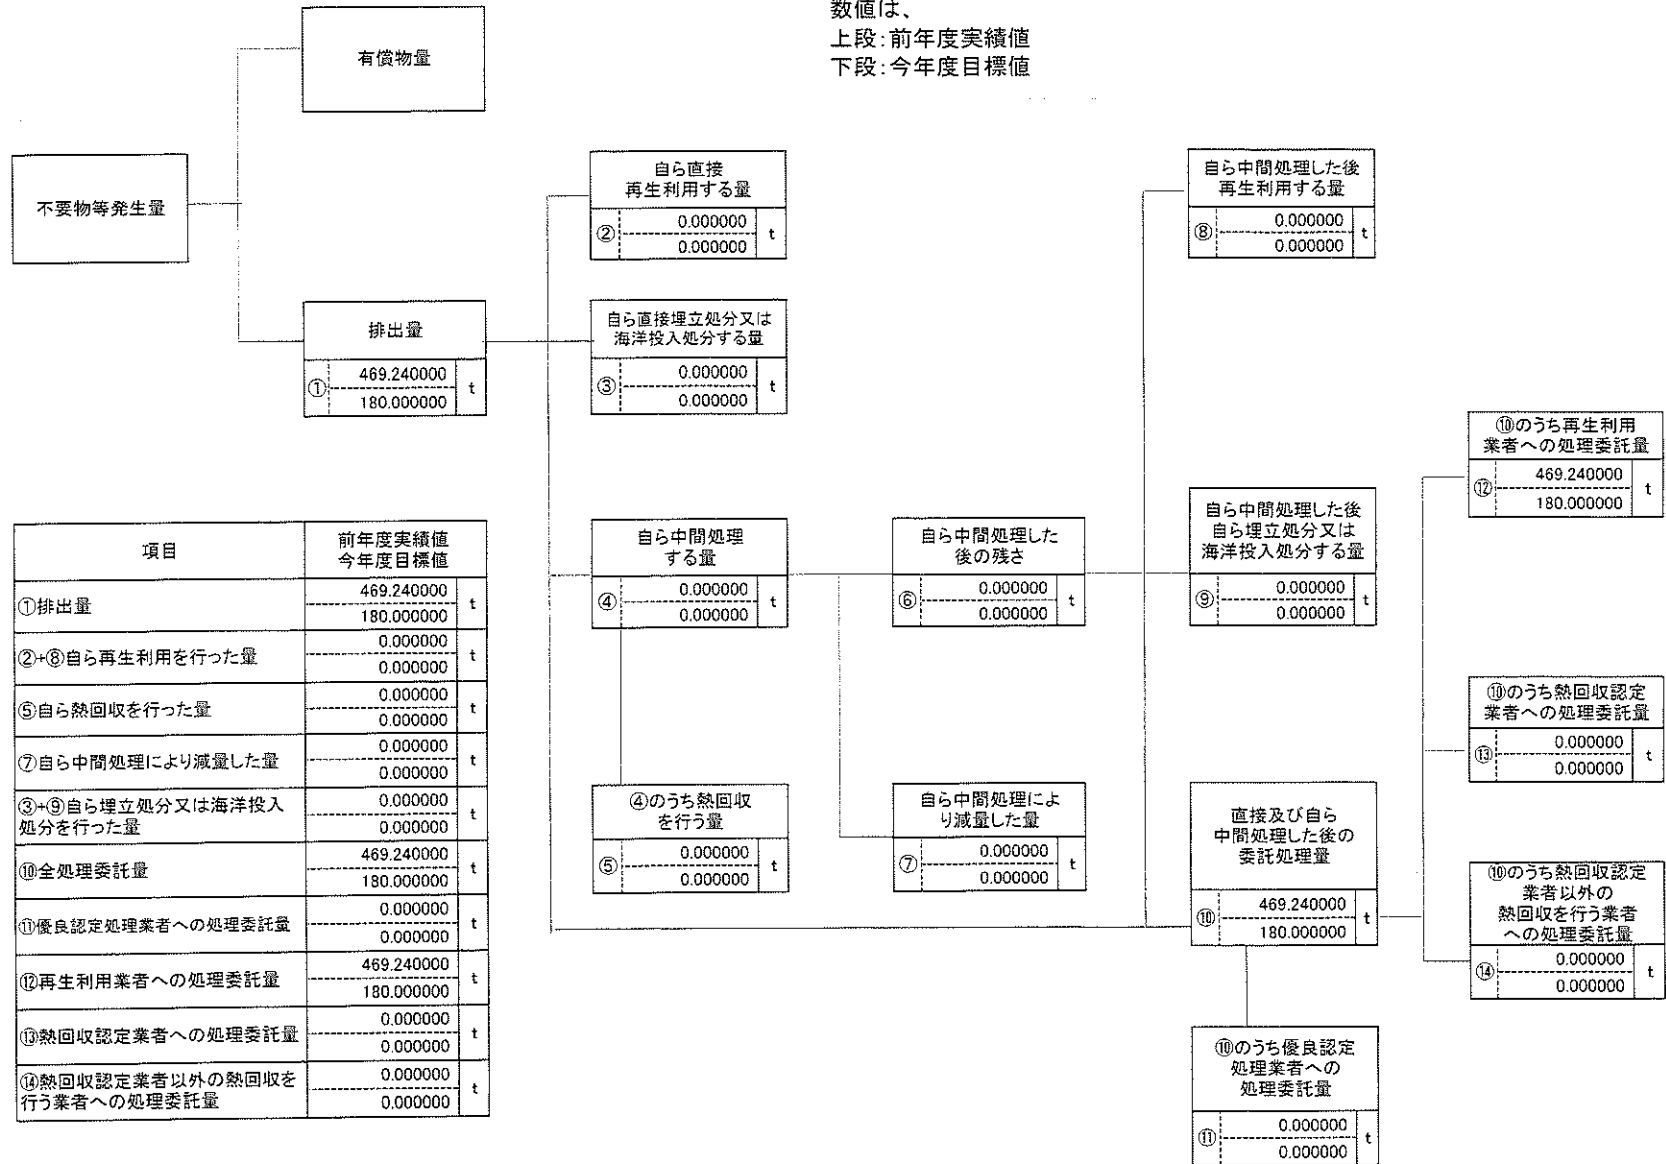 数値は、
上段:前年度実績値
下段:今年度目標値
有償物量
不要物等発生量
排出量
① 469.240000 t
180.000000
自ら直接
再生利用する量
② 0.000000 t
0.000000
自ら直接埋立処分又は
海洋投入処分する量
③ 0.000000 t
0.000000
自ら中間処理
する量
④ 0.000000 t
0.000000
④のうち熱回収
を行う量
⑤ 0.000000 t
0.000000
自ら中間処理した
後の残さ
⑥ 0.000000 t
0.000000
自ら中間処理によ
り減量した量
⑦ 0.000000 t
0.000000
自ら中間処理した後
再生利用する量
⑧ 0.000000 t
0.000000
自ら中間処理した後
自ら埋立処分又は
海洋投入処分する量
⑨ 0.000000 t
0.000000
直接及び自ら
中間処理した後の
委託処理量
⑩ 469.240000 t
180.000000
⑩のうち優良認定
処理業者への
処理委託量
⑪ 0.000000 t
0.000000
⑩のうち再生利用
業者への処理委託量
⑫ 469.240000 t
180.000000
⑩のうち熱回収認定
業者への処理委託量
⑬ 0.000000 t
0.000000
⑩のうち熱回収認定
業者以外の
熱回収を行う業者
への処理委託量
⑭ 0.000000 t
0.000000
項目 前年度実績値
今年度目標値
①排出量 469.240000 t
180.000000
②+⑧自ら再生利用を行った量 0.000000 t
0.000000
⑤自ら熱回収を行った量 0.000000 t
0.000000
⑦自ら中間処理により減量した量 0.000000 t
0.000000
③+⑨自ら埋立処分又は海洋投入
処分を行った量 0.000000 t
0.000000
⑩全処理委託量 469.240000 t
180.000000
⑪優良認定処理業者への処理委託量 0.000000 t
0.000000
⑫再生利用業者への処理委託量 469.240000 t
180.000000
⑬熱回収認定業者への処理委託量 0.000000 t
0.000000
⑭熱回収認定業者以外の熱回収を
行う業者への処理委託量 0.000000 t
0.000000